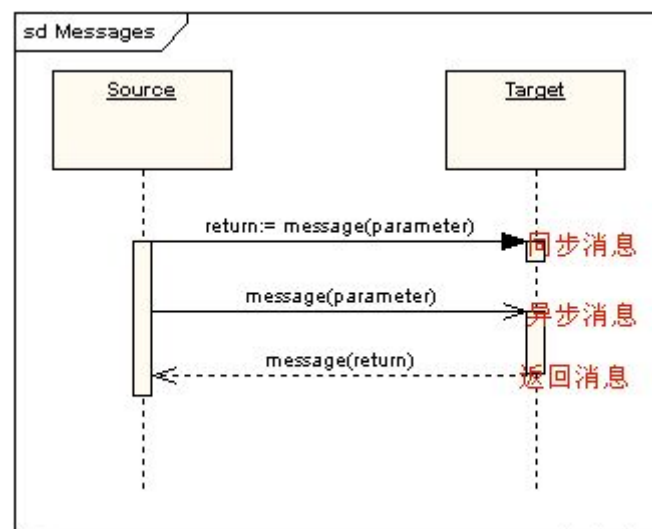 sd Messages
Source
Target
return:= message(parameter)
同步消息
message(parameter)
异步消息
message(return)
返回消息